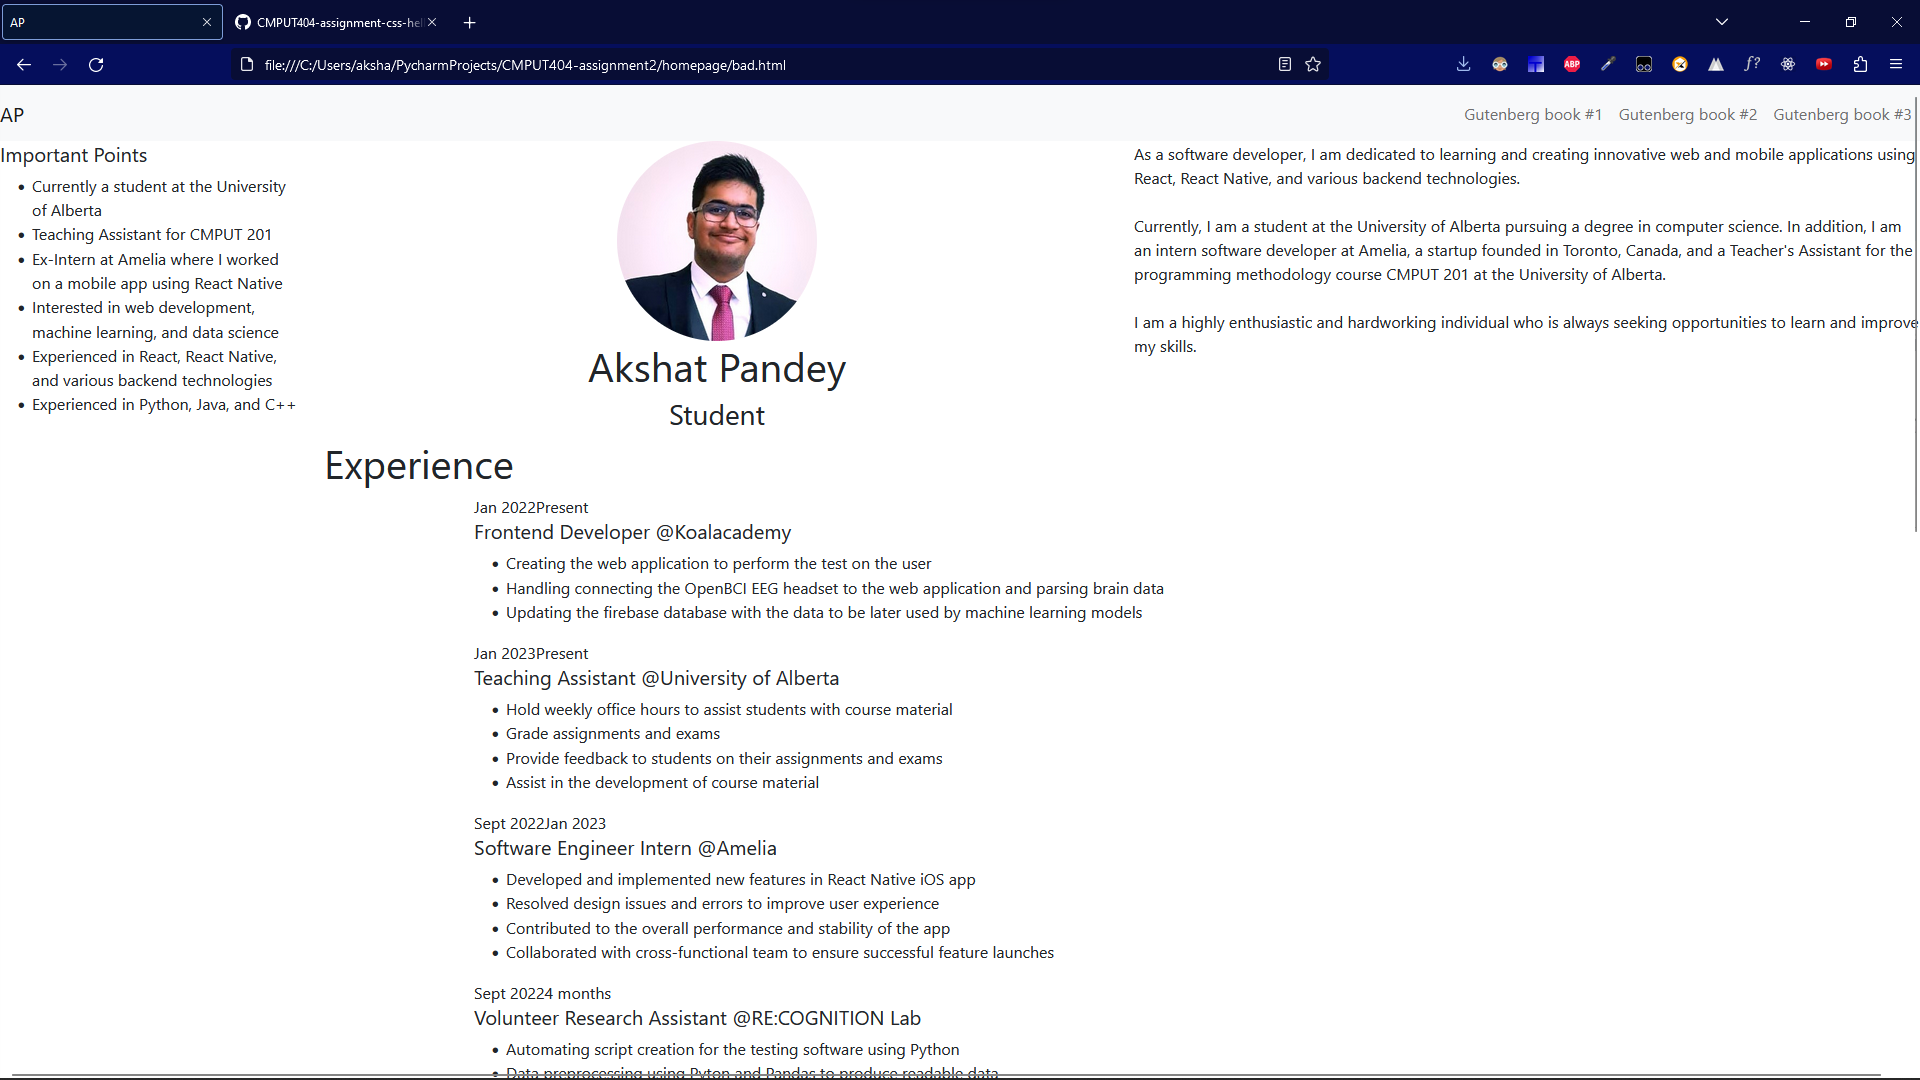 AP
CMPUT404-assignment-css-hel
file:///C:/Users/aksha/PycharmProjects/CMPUT404-assignment2/homepage/bad.html
ABP
f?
AP
Gutenberg book #1 Gutenberg book #2 Gutenberg book #3
Important Points
• Currently a student at the University
of Alberta
• Teaching Assistant for CMPUT 201
• Ex-Intern at Amelia where I worked
on a mobile app using React Native
• Interested in web development,
machine learning, and data science
• Experienced in React, React Native,
and various backend technologies
• Experienced in Python, Java, and C++
Akshat Pandey
Student
As a software developer, I am dedicated to learning and creating innovative web and mobile applications using
React, React Native, and various backend technologies.
Currently, I am a student at the University of Alberta pursuing a degree in computer science. In addition, I am
an intern software developer at Amelia, a startup founded in Toronto, Canada, and a Teacher's Assistant for the
programming methodology course CMPUT 201 at the University of Alberta.
I am a highly enthusiastic and hardworking individual who is always seeking opportunities to learn and improve
my skills.
Experience
Jan 2022Present
Frontend Developer @Koalacademy
• Creating the web application to perform the test on the user
• Handling connecting the OpenBCI EEG headset to the web application and parsing brain data
• Updating the firebase database with the data to be later used by machine learning models
Jan 2023Present
Teaching Assistant @University of Alberta
• Hold weekly office hours to assist students with course material
• Grade assignments and exams
• Provide feedback to students on their assignments and exams
• Assist in the development of course material
Sept 2022Jan 2023
Software Engineer Intern @Amelia
• Developed and implemented new features in React Native iOS app
• Resolved design issues and errors to improve user experience
• Contributed to the overall performance and stability of the app
• Collaborated with cross-functional team to ensure successful feature launches
Sept 20224 months
Volunteer Research Assistant @RE:COGNITION Lab
• Automating script creation for the testing software using Python
• Data preprocessing using Pyton and Pandas to produce readable data